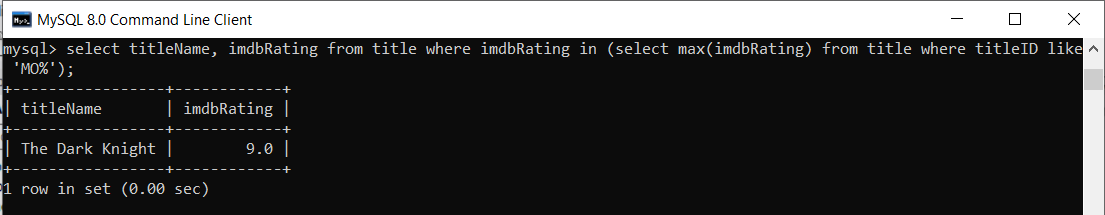 MySQL 8.0 Command Line Client
mysql> select titleName, imdbRating from title where imdbRating in (select max(imdbRating) from title where titleID like
 'MO%');
+-----------------+------------+
| titleName       | imdbRating |
+-----------------+------------+
| The Dark Knight |        9.0 |
+-----------------+------------+
1 row in set (0.00 sec)